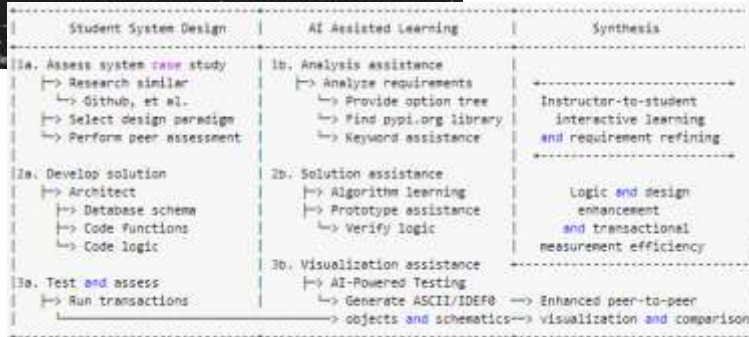 Student System Design | AI Assisted Learning | Synthesis
1a. Assess system case study | 1b. Analysis assistance |
├─> Research similar | ├─> Analyze requirements |
└─> Github, et al. | └─> Provide option tree | Instructor-to-student
├─> Select design paradigm | └─> Find pypi.org library | interactive learning
└─> Perform peer assessment | └─> Keyword assistance | and requirement refining
2a. Develop solution | 2b. Solution assistance |
├─> Architect | ├─> Algorithm learning | Logic and design
├─> Database schema | ├─> Prototype assistance | enhancement
├─> Code functions | └─> Verify logic | and transactional
└─> Code logic | | measurement efficiency
| 3b. Visualization assistance
3a. Test and assess | ├─> AI-Powered Testing
├─> Run transactions | └─> Generate ASCII/IDEF0 ──> Enhanced peer-to-peer
└──> objects and schematics──> visualization and comparison